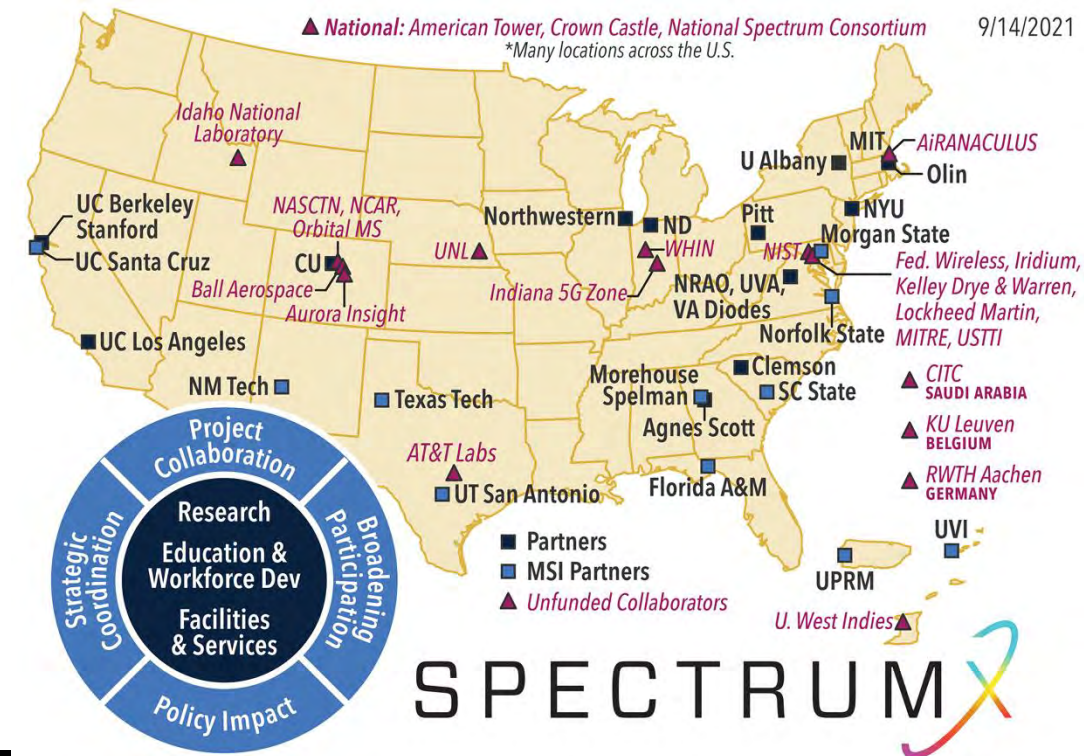 National: American Tower, Crown Castle, National Spectrum Consortium
*Many locations across the U.S.
9/14/2021
Idaho National
Laboratory
MIT
AiRANACULUS
U Albany
Olin
UC Berkeley
Stanford
UC Santa Cruz
NASCTN, NCAR,
Orbital MS
CU
Ball Aerospace
Aurora Insight
UNL
Northwestern
ND
WHIN
Indiana 5G Zone
Pitt
NYU
NIST
Morgan State
Fed. Wireless, Iridium,
Kelley Drye & Warren,
Lockheed Martin,
MITRE, USTTI
NRAO, UVA,
VA Diodes
Norfolk State
UC Los Angeles
NM Tech
Texas Tech
Morehouse
Spelman
Agnes Scott
Clemson
SC State
CITC
SAUDI ARABIA
KU Leuven
BELGIUM
RWTH Aachen
GERMANY
AT&T Labs
UT San Antonio
Florida A&M
UPRM
UVI
U. West Indies
Partners
MSI Partners
Unfunded Collaborators
Project
Collaboration
Broadening
Participation
Policy Impact
Strategic
Coordination
Research
Education &
Workforce Dev
Facilities
& Services
SPECTRUMX